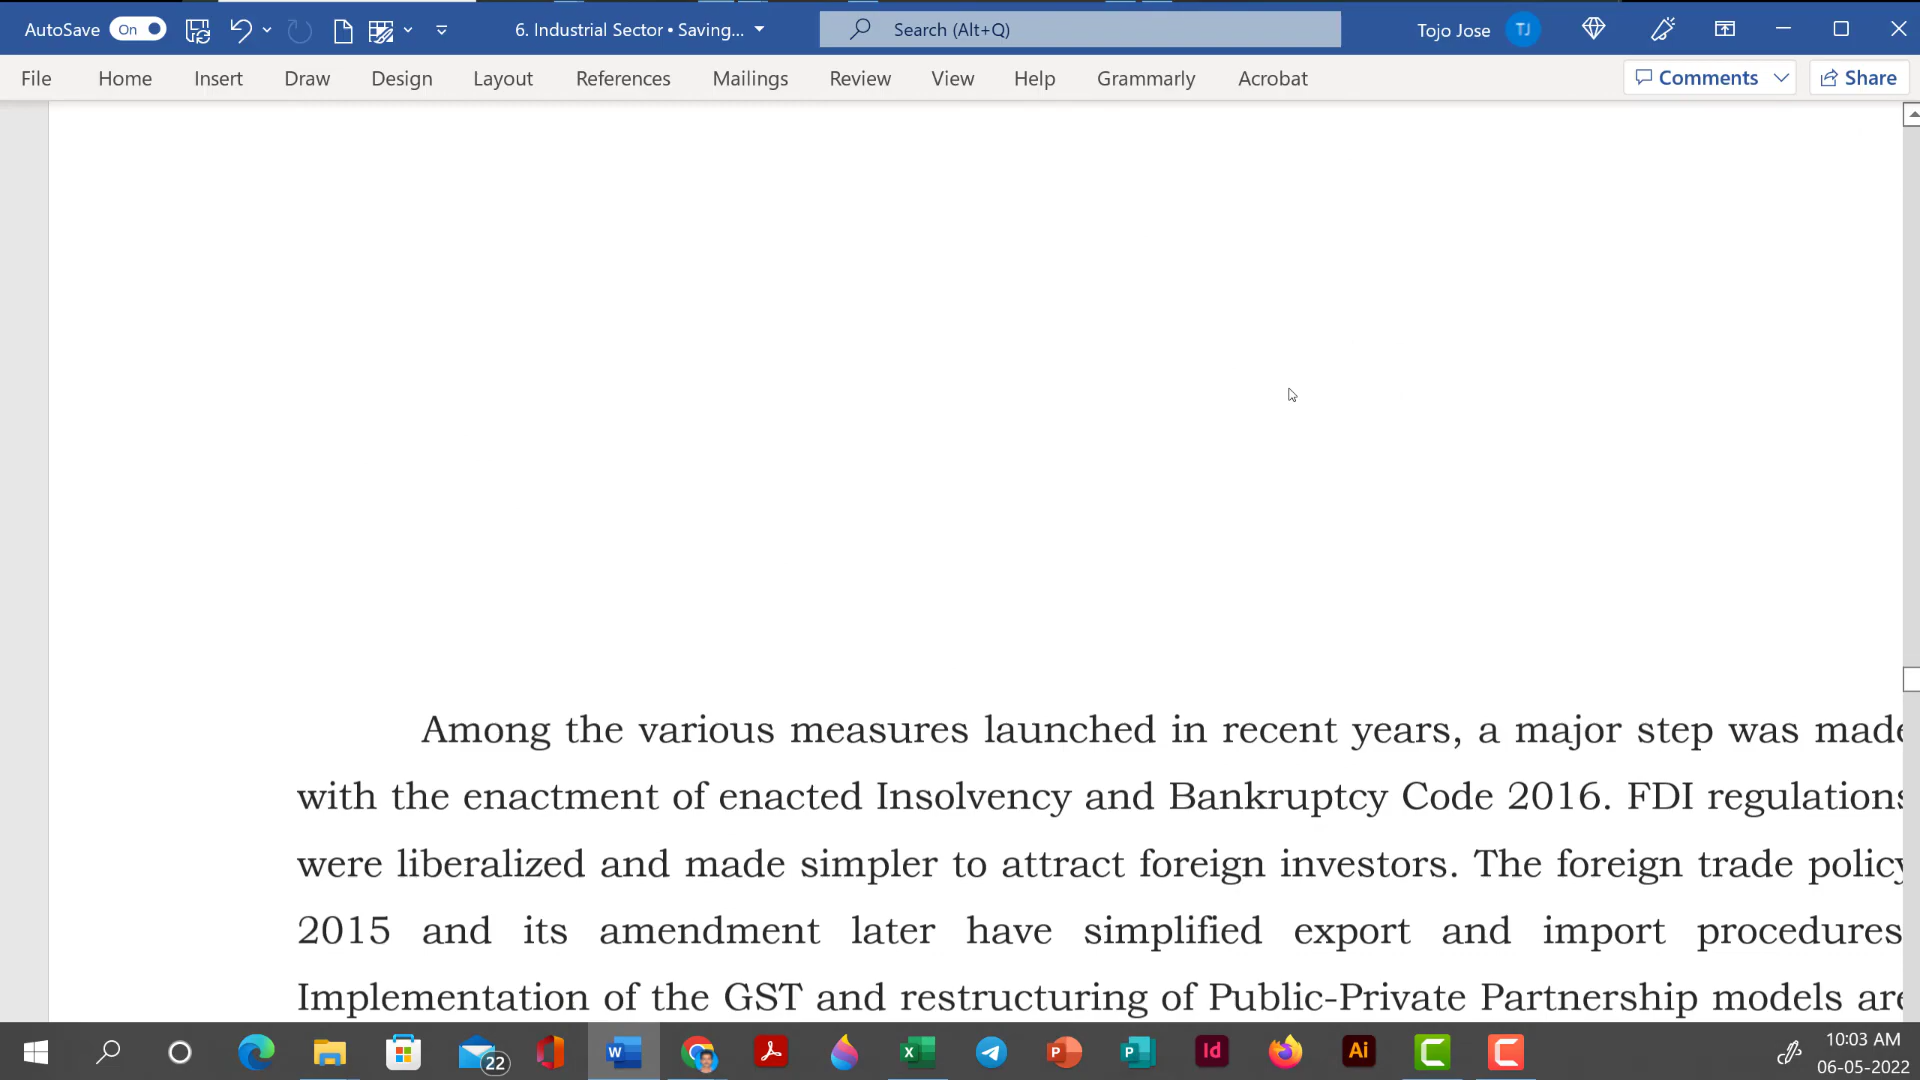 AutoSave On 6. Industrial Sector • Saving... Search (Alt+Q) Tojo Jose TJ
File Home Insert Draw Design Layout References Mailings Review View Help Grammarly Acrobat Comments Share
Among the various measures launched in recent years, a major step was made
with the enactment of enacted Insolvency and Bankruptcy Code 2016. FDI regulations
were liberalized and made simpler to attract foreign investors. The foreign trade policy
2015 and its amendment later have simplified export and import procedures.
Implementation of the GST and restructuring of Public-Private Partnership models are
22 W X P P Id Ai C C
10:03 AM
06-05-2022